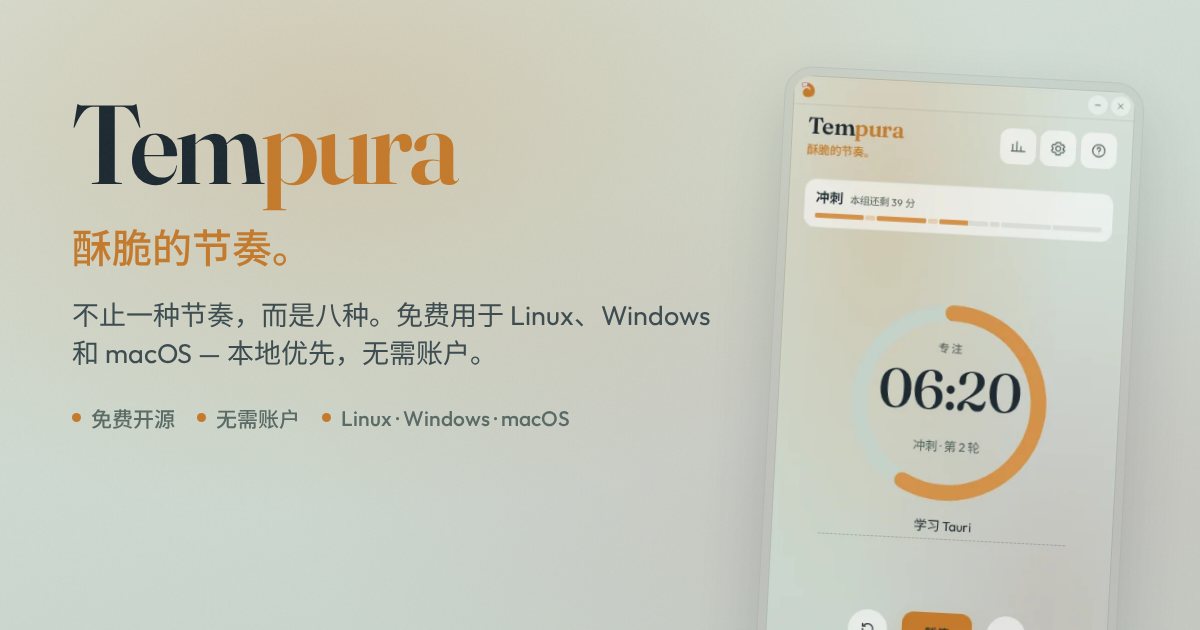 Tempura
酥脆的节奏。
不止一种节奏，而是八种。免费用于 Linux、Windows
和 macOS — 本地优先，无需账户。
免费开源 无需账户 Linux · Windows · macOS
Tempura
酥脆的节奏。
冲刺 本组还剩 39 分
专注
06:20
冲刺 · 第 2 轮
学习 Tauri